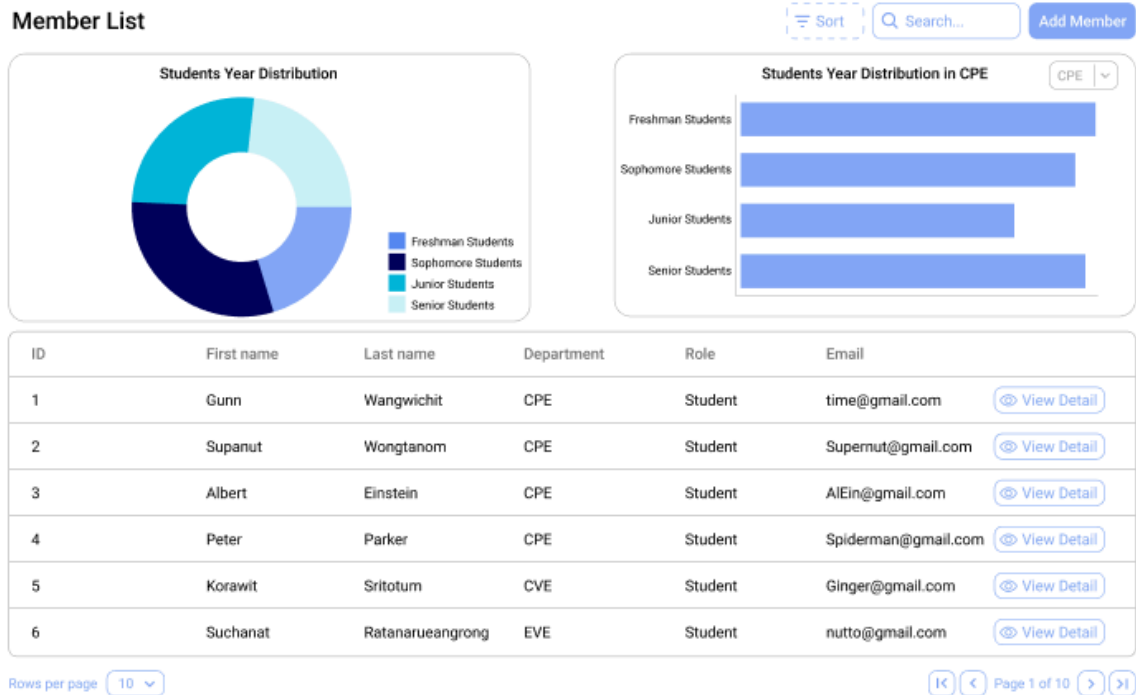 Member List
Sort
Search...
Add Member
Students Year Distribution
Freshman Students
Sophomore Students
Junior Students
Senior Students
Students Year Distribution in CPE
CPE
Freshman Students
Sophomore Students
Junior Students
Senior Students
ID First name Last name Department Role Email
1 Gunn Wangwichit CPE Student time@gmail.com View Detail
2 Supanut Wongtanom CPE Student Supernut@gmail.com View Detail
3 Albert Einstein CPE Student AlEin@gmail.com View Detail
4 Peter Parker CPE Student Spiderman@gmail.com View Detail
5 Korawit Sritotum CVE Student Ginger@gmail.com View Detail
6 Suchanat Ratanarueangrong EVE Student nutto@gmail.com View Detail
Rows per page 10 Page 1 of 10